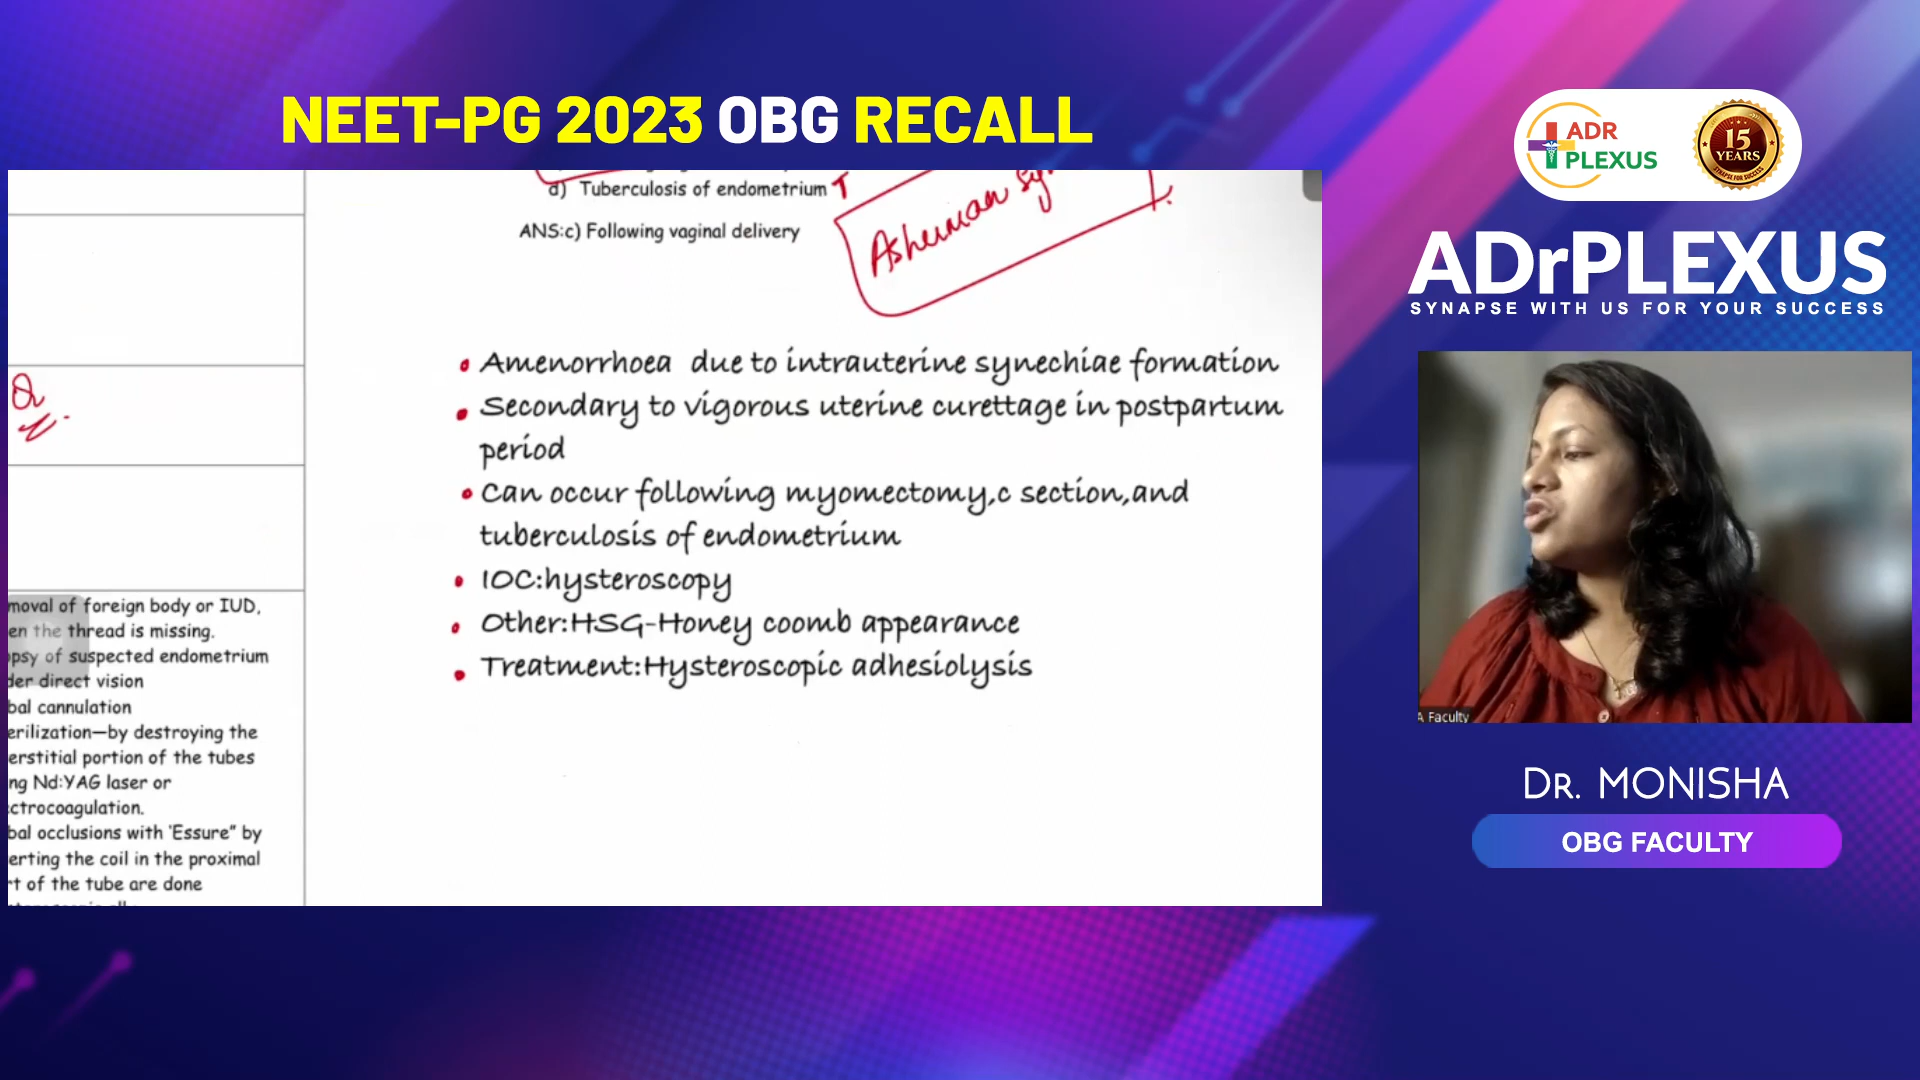 NEET-PG 2023 OBG RECALL
ADR
PLEXUS
15
YEARS
SYNAPSE FOR SUCCESS
ADrPLEXUS
SYNAPSE WITH US FOR YOUR SUCCESS
d) Tuberculosis of endometrium T
ANS:c) Following vaginal delivery
Asherman
Amenorrhoea due to intrauterine synechiae formation
Secondary to vigorous uterine curettage in postpartum
period
Can occur following myomectomy,c section,and
tuberculosis of endometrium
IOC:hysteroscopy
Other:HSG-Honey coomb appearance
Treatment:Hysteroscopic adhesiolysis
moval of foreign body or IUD,
en the thread is missing.
opsy of suspected endometrium
der direct vision
bal cannulation
erilization—by destroying the
erstitial portion of the tubes
ng Nd:YAG laser or
ctrocoagulation.
bal occlusions with 'Essure" by
erting the coil in the proximal
rt of the tube are done
A Faculty
DR. MONISHA
OBG FACULTY